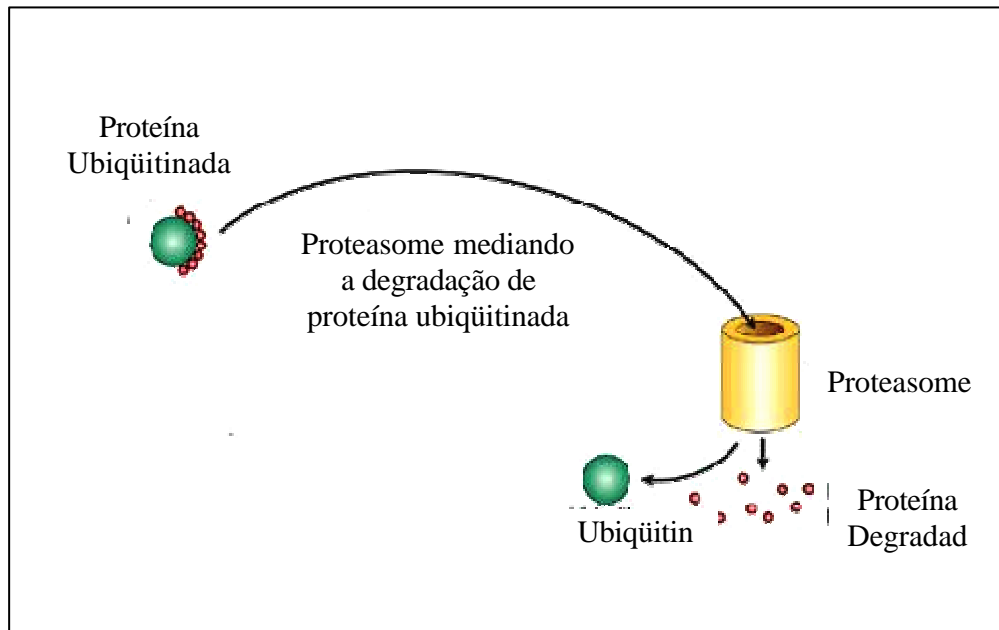 Proteína
Ubiqüitinada
Proteasome mediando
a degradação de
proteína ubiqüitinada
Proteasome
Ubiqüitin
Proteína
Degradad